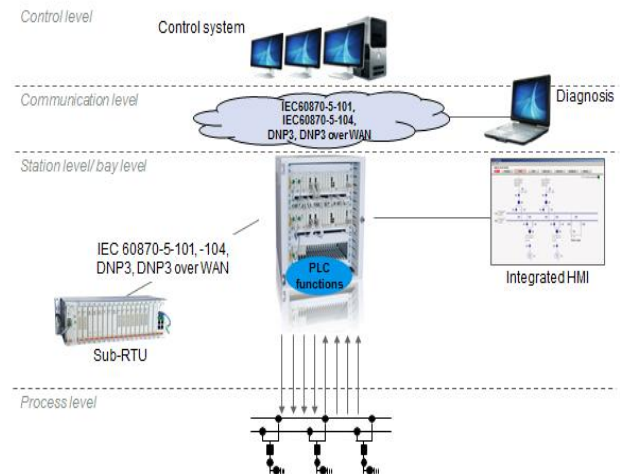 Control level
Control system
Communication level
IEC60870-5-101,
IEC60870-5-104,
DNP3, DNP3 over WAN
Diagnosis
Station level/ bay level
IEC 60870-5-101, -104,
DNP3, DNP3 over WAN
PLC
functions
Integrated HMI
Sub-RTU
Process level